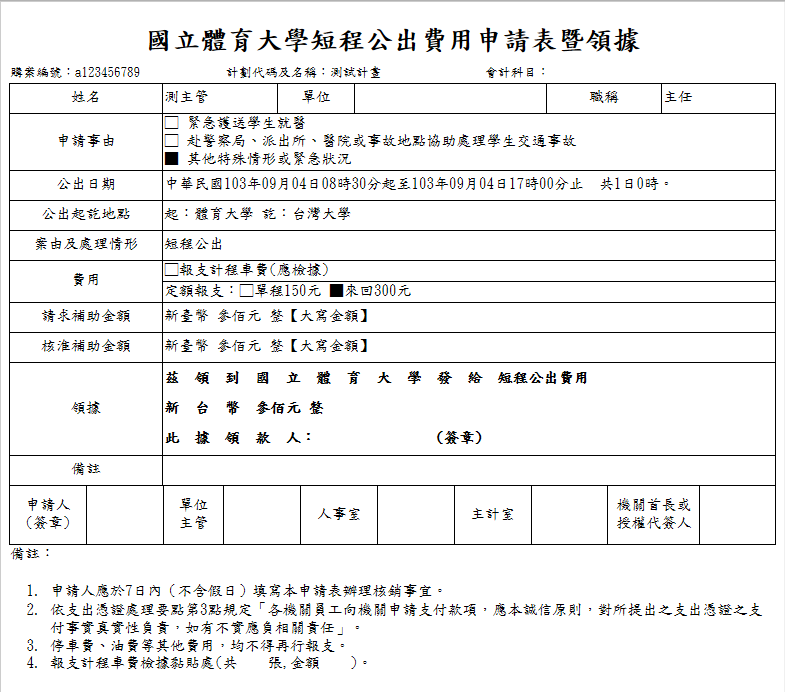 國立體育大學短程公出費用申請表暨領據
購案編號：a123456789 計劃代碼及名稱：測試計畫 會計科目：
姓名 測主管 單位 職稱 主任
申請事由
□ 緊急護送學生就醫
□ 赴警察局、派出所、醫院或事故地點協助處理學生交通事故
■ 其他特殊情形或緊急狀況
公出日期 中華民國103年09月04日08時30分起至103年09月04日17時00分止 共1日0時。
公出起訖地點 起：體育大學 訖：台灣大學
案由及處理情形 短程公出
費用
□報支計程車費(應檢據)
定額報支：□單程150元 ■來回300元
請求補助金額 新臺幣 參佰元 整【大寫金額】
核准補助金額 新臺幣 參佰元 整【大寫金額】
領據
茲 領 到 國 立 體 育 大 學 發 給 短程公出費用
新 台 幣 參佰元 整
此 據 領 款 人： （簽章）
備註
申請人（簽章） 單位主管 人事室 主計室 機關首長或授權代簽人
備註：
1. 申請人應於7日內（不含假日）填寫本申請表辦理核銷事宜。
2. 依支出憑證處理要點第3點規定「各機關員工向機關申請支付款項，應本誠信原則，對所提出之支出憑證之支
付事實真實性負責，如有不實應負相關責任」。
3. 停車費、油費等其他費用，均不得再行報支。
4. 報支計程車費檢據黏貼處(共 張,金額 )。